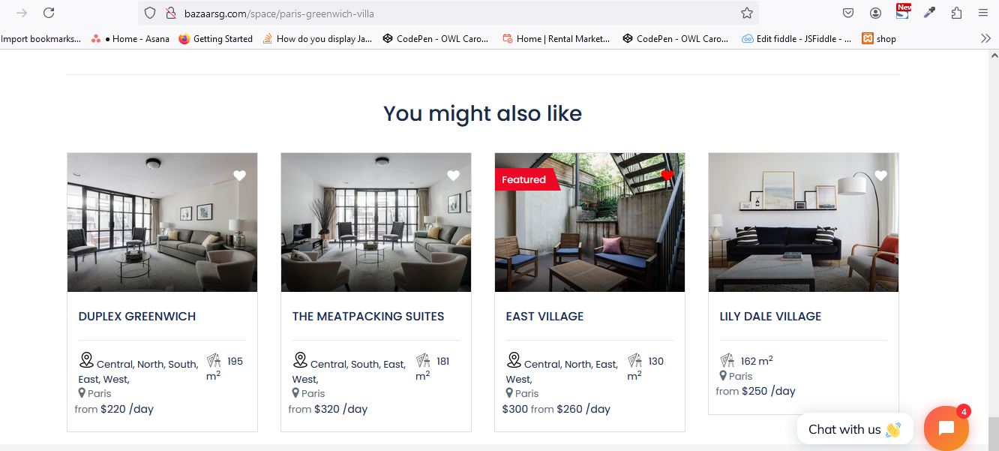 bazaarsg.com/space/paris-greenwich-villa
New
Import bookmarks... ● Home - Asana Getting Started How do you display Ja... CodePen - OWL Caro... Home | Rental Market... CodePen - OWL Caro... Edit fiddle - JSFiddle - ... shop
You might also like
Featured
DUPLEX GREENWICH
Central, North, South, East, West,
195 m²
Paris
from $220 /day
THE MEATPACKING SUITES
Central, South, East, West,
181 m²
Paris
from $320 /day
EAST VILLAGE
Central, North, East, West,
130 m²
Paris
$300 from $260 /day
LILY DALE VILLAGE
162 m²
Paris
from $250 /day
Chat with us 👋
4